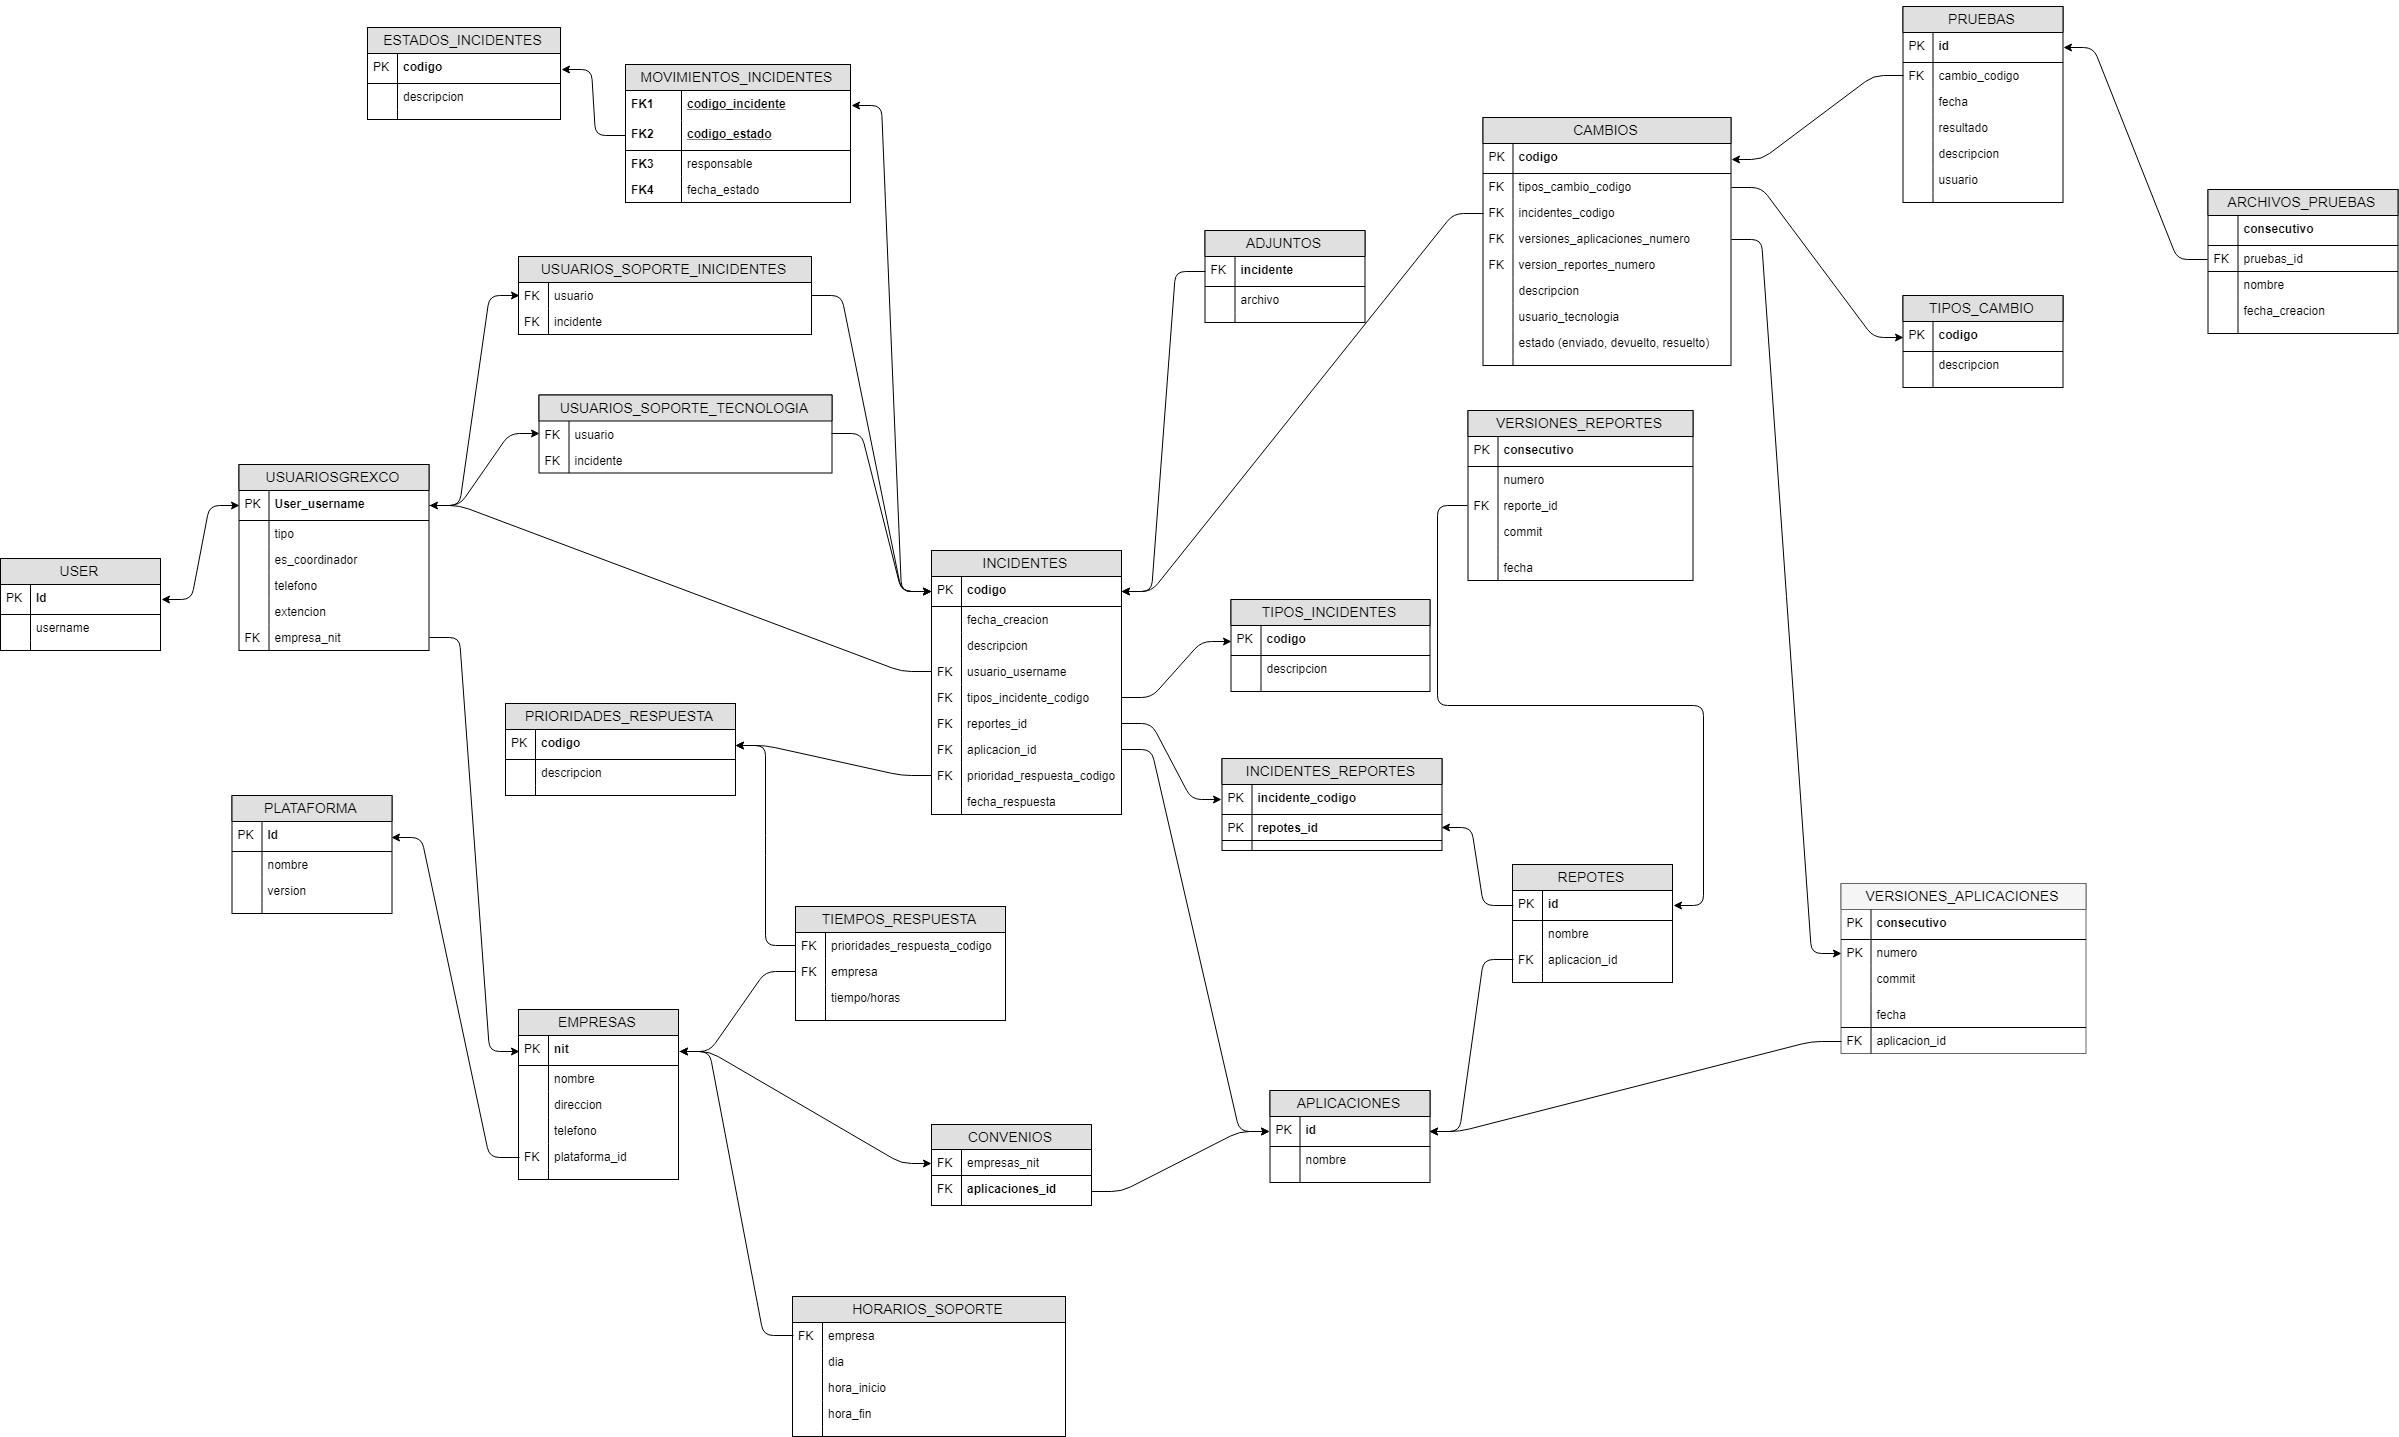 ESTADOS_INCIDENTES
PK codigo
descripcion
MOVIMIENTOS_INCIDENTES
FK1 codigo_incidente
FK2 codigo_estado
FK3 responsable
FK4 fecha_estado
USUARIOS_SOPORTE_INICIDENTES
FK usuario
FK incidente
USUARIOS_SOPORTE_TECNOLOGIA
FK usuario
FK incidente
USUARIOSGREXCO
PK User_username
tipo
es_coordinador
telefono
extencion
FK empresa_nit
USER
PK Id
username
PRIORIDADES_RESPUESTA
PK codigo
descripcion
PLATAFORMA
PK Id
nombre
version
TIEMPOS_RESPUESTA
FK prioridades_respuesta_codigo
FK empresa
tiempo/horas
EMPRESAS
PK nit
nombre
direccion
telefono
FK plataforma_id
CONVENIOS
FK empresas_nit
FK aplicaciones_id
HORARIOS_SOPORTE
FK empresa
dia
hora_inicio
hora_fin
INCIDENTES
PK codigo
fecha_creacion
descripcion
FK usuario_username
FK tipos_incidente_codigo
FK reportes_id
FK aplicacion_id
FK prioridad_respuesta_codigo
fecha_respuesta
ADJUNTOS
FK incidente
archivo
TIPOS_INCIDENTES
PK codigo
descripcion
INCIDENTES_REPORTES
PK incidente_codigo
PK repotes_id
REPOTES
PK id
nombre
FK aplicacion_id
APLICACIONES
PK id
nombre
CAMBIOS
PK codigo
FK tipos_cambio_codigo
FK incidentes_codigo
FK versiones_aplicaciones_numero
FK version_reportes_numero
descripcion
usuario_tecnologia
estado (enviado, devuelto, resuelto)
VERSIONES_REPORTES
PK consecutivo
numero
FK reporte_id
commit
fecha
PRUEBAS
PK id
FK cambio_codigo
fecha
resultado
descripcion
usuario
ARCHIVOS_PRUEBAS
consecutivo
FK pruebas_id
nombre
fecha_creacion
TIPOS_CAMBIO
PK codigo
descripcion
VERSIONES_APLICACIONES
PK consecutivo
PK numero
commit
fecha
FK aplicacion_id